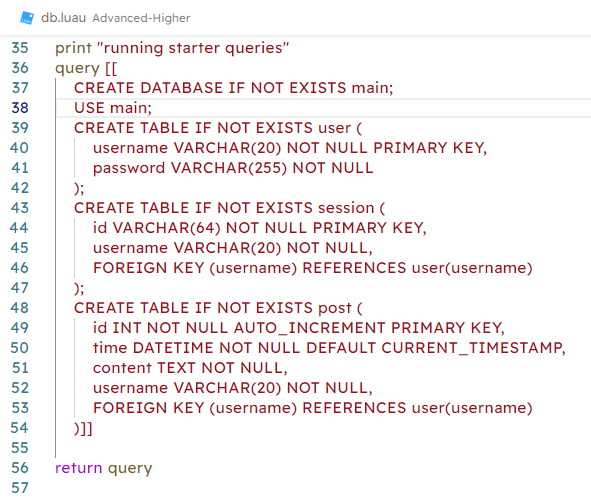 db.luau Advanced-Higher
35 print "running starter queries"
36 query [[
37 CREATE DATABASE IF NOT EXISTS main;
38 USE main;
39 CREATE TABLE IF NOT EXISTS user (
40 username VARCHAR(20) NOT NULL PRIMARY KEY,
41 password VARCHAR(255) NOT NULL
42 );
43 CREATE TABLE IF NOT EXISTS session (
44 id VARCHAR(64) NOT NULL PRIMARY KEY,
45 username VARCHAR(20) NOT NULL,
46 FOREIGN KEY (username) REFERENCES user(username)
47 );
48 CREATE TABLE IF NOT EXISTS post (
49 id INT NOT NULL AUTO_INCREMENT PRIMARY KEY,
50 time DATETIME NOT NULL DEFAULT CURRENT_TIMESTAMP,
51 content TEXT NOT NULL,
52 username VARCHAR(20) NOT NULL,
53 FOREIGN KEY (username) REFERENCES user(username)
54 )]]
55
56 return query
57